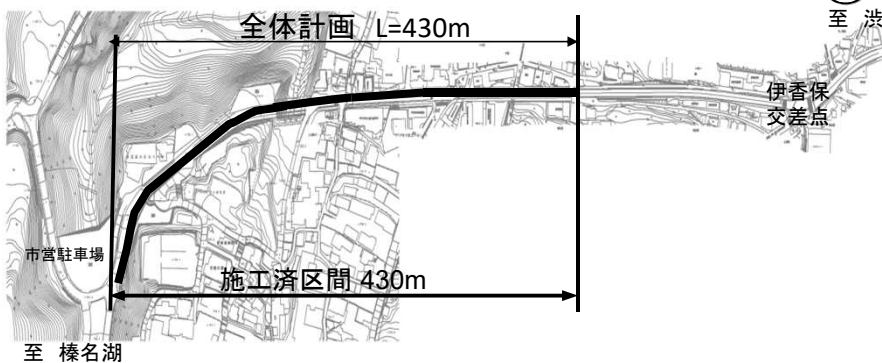 至 渋
全体計画 L=430m
伊香保
交差点
市営駐車場
施工済区間 430m
至 榛名湖